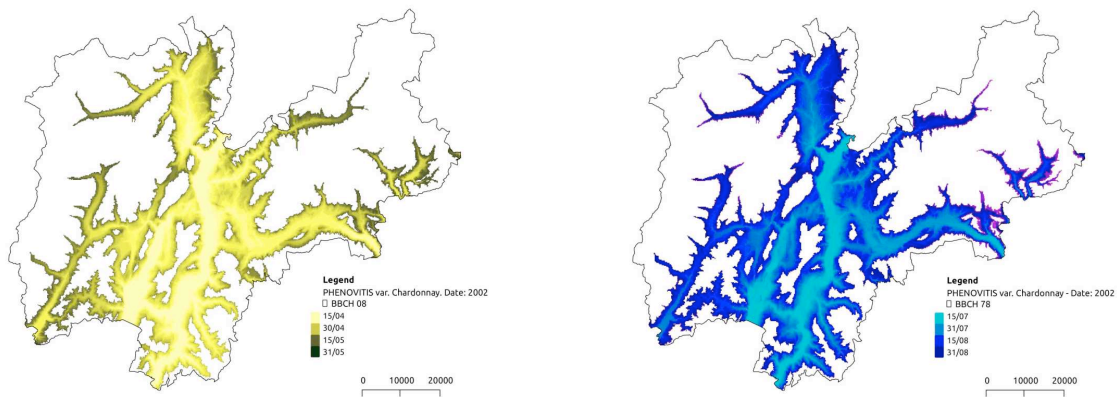 Legend
PHENOVITIS var. Chardonnay. Date: 2002
BBCH 08
15/04
30/04
15/05
31/05
0 10000 20000
Legend
PHENOVITIS var. Chardonnay - Date: 2002
BBCH 78
15/07
31/07
15/08
31/08
0 10000 20000